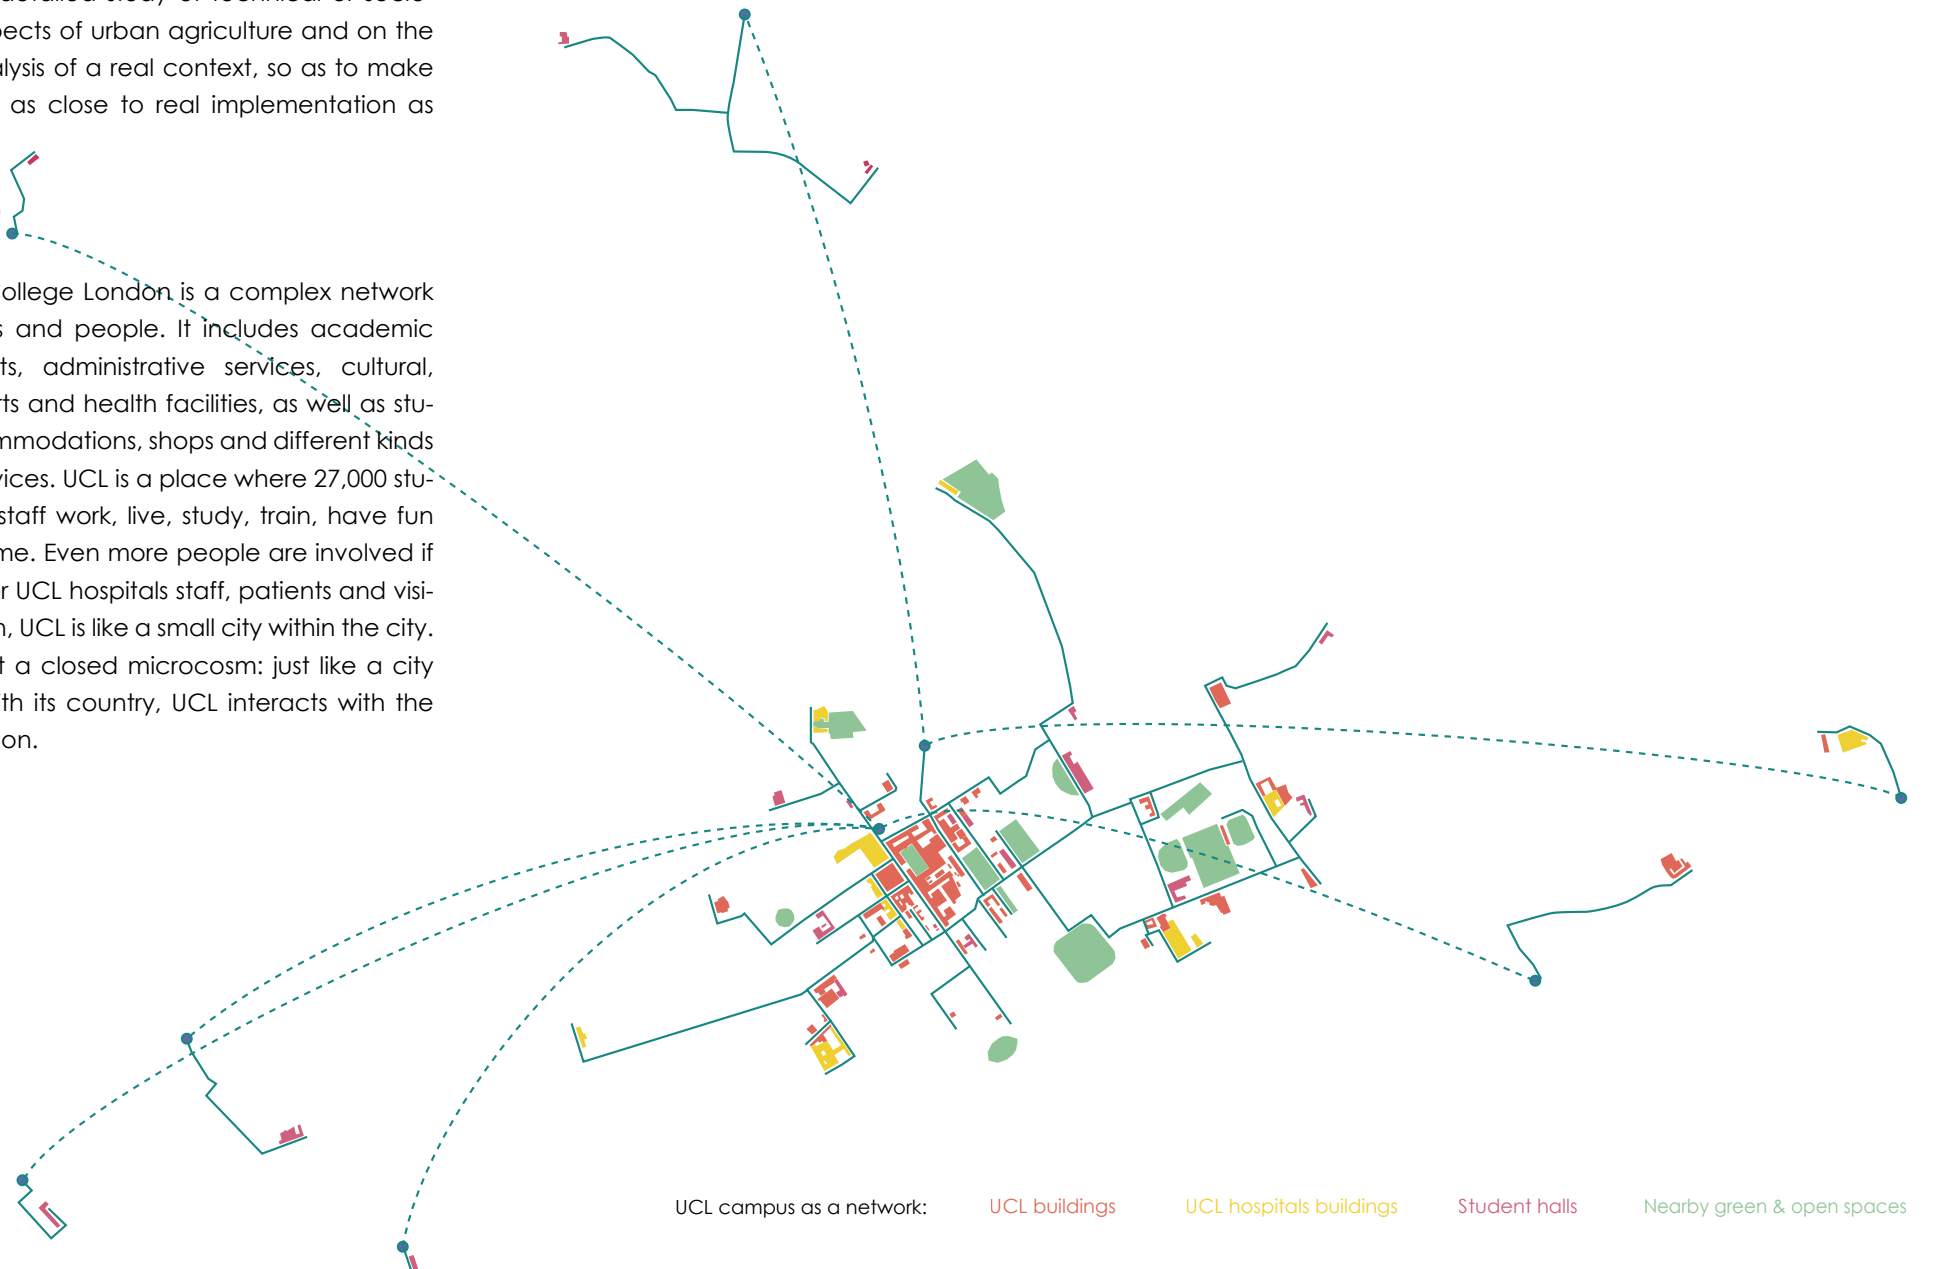 pects of urban agriculture and on the
alysis of a real context, so as to make
as close to real implementation as
ollege London is a complex network
s and people. It includes academic
ts, administrative services, cultural,
rts and health facilities, as well as stu-
mmodations, shops and different kinds
vices. UCL is a place where 27,000 stu-
staff work, live, study, train, have fun
me. Even more people are involved if
r UCL hospitals staff, patients and visi-
n, UCL is like a small city within the city.
t a closed microcosm: just like a city
ith its country, UCL interacts with the
on.
UCL campus as a network: UCL buildings UCL hospitals buildings Student halls Nearby green & open spaces